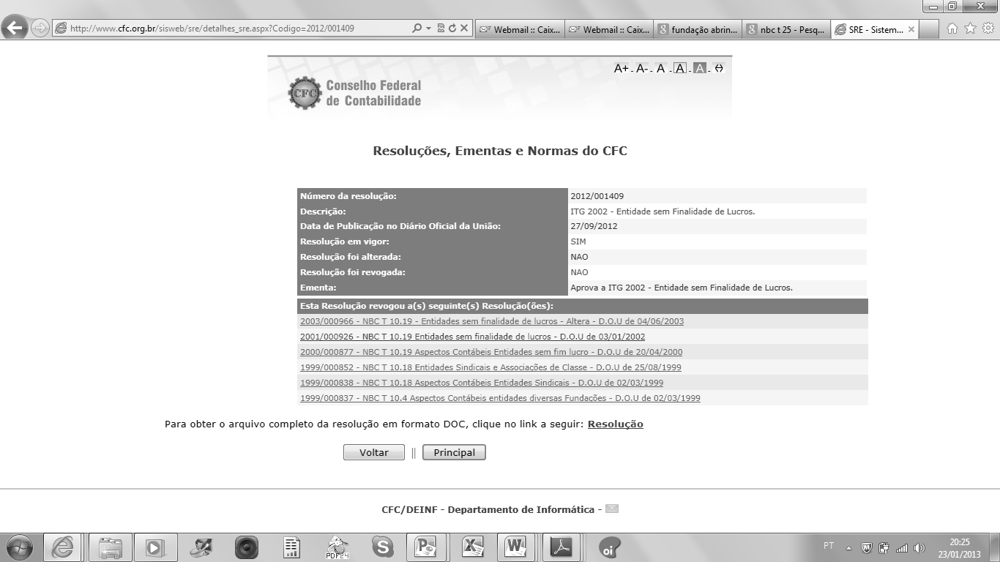 http://www.cfc.org.br/sisweb/sre/detalhes_sre.aspx?Codigo=2012/001409
Webmail :: Caix...
Webmail :: Caix...
fundação abrin...
nbc t 25 - Pesq...
SRE - Sistem...
A+ - A- - A - A - A -
CFC
Conselho Federal
de Contabilidade
Resoluções, Ementas e Normas do CFC
Número da resolução: 2012/001409
Descrição: ITG 2002 - Entidade sem Finalidade de Lucros.
Data de Publicação no Diário Oficial da União: 27/09/2012
Resolução em vigor: SIM
Resolução foi alterada: NAO
Resolução foi revogada: NAO
Ementa: Aprova a ITG 2002 - Entidade sem Finalidade de Lucros.
Esta Resolução revogou a(s) seguinte(s) Resolução(ões):
2003/000966 - NBC T 10.19 - Entidades sem finalidade de lucros - Altera - D.O.U de 04/06/2003
2001/000926 - NBC T 10.19 Entidades sem finalidade de lucros - D.O.U de 03/01/2002
2000/000877 - NBC T 10.19 Aspectos Contábeis Entidades sem fim lucro - D.O.U de 20/04/2000
1999/000852 - NBC T 10.18 Entidades Sindicais e Associações de Classe - D.O.U de 25/08/1999
1999/000838 - NBC T 10.18 Aspectos Contábeis Entidades Sindicais - D.O.U de 02/03/1999
1999/000837 - NBC T 10.4 Aspectos Contábeis entidades diversas Fundações - D.O.U de 02/03/1999
Para obter o arquivo completo da resolução em formato DOC, clique no link a seguir: Resolução
Voltar || Principal
CFC/DEINF - Departamento de Informática -
PDF24
oi
PT
20:25
23/01/2013